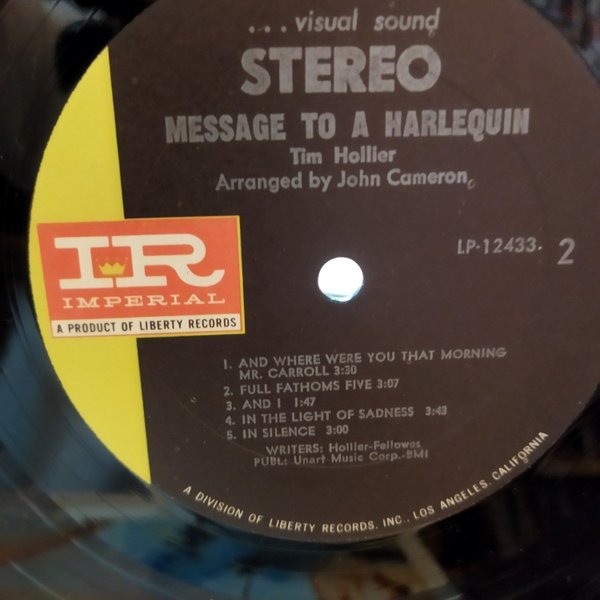 ...visual sound
STEREO
MESSAGE TO A HARLEQUIN
Tim Hollier
Arranged by John Cameron
LP-12433. 2
IR
IMPERIAL
A PRODUCT OF LIBERTY RECORDS
1. AND WHERE WERE YOU THAT MORNING
MR. CARROLL 3:30
2. FULL FATHOMS FIVE 3:07
3. AND I 1:47
4. IN THE LIGHT OF SADNESS 3:43
5. IN SILENCE 3:00
WRITERS: Hollier-Fellowes
PUBL: Unart Music Corp.-BMI
A DIVISION OF LIBERTY RECORDS, INC., LOS ANGELES, CALIFORNIA